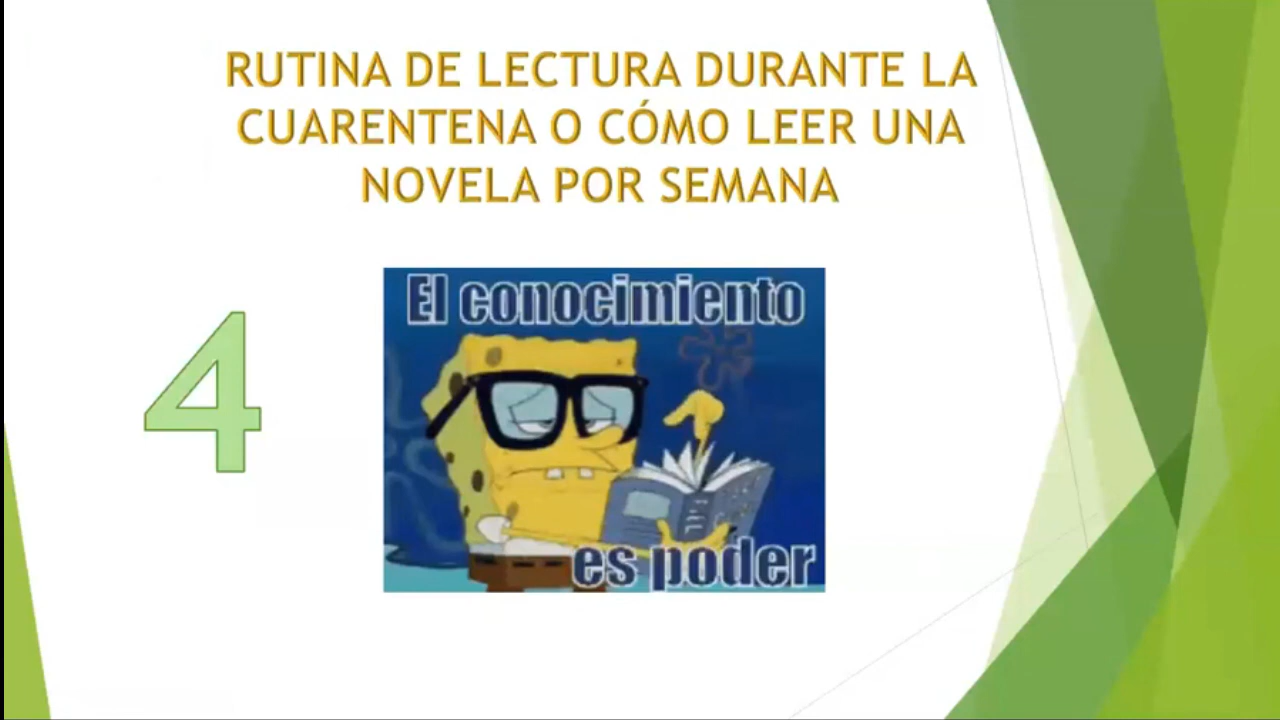 RUTINA DE LECTURA DURANTE LA
CUARENTENA O CÓMO LEER UNA
NOVELA POR SEMANA
4
El conocimiento
es poder